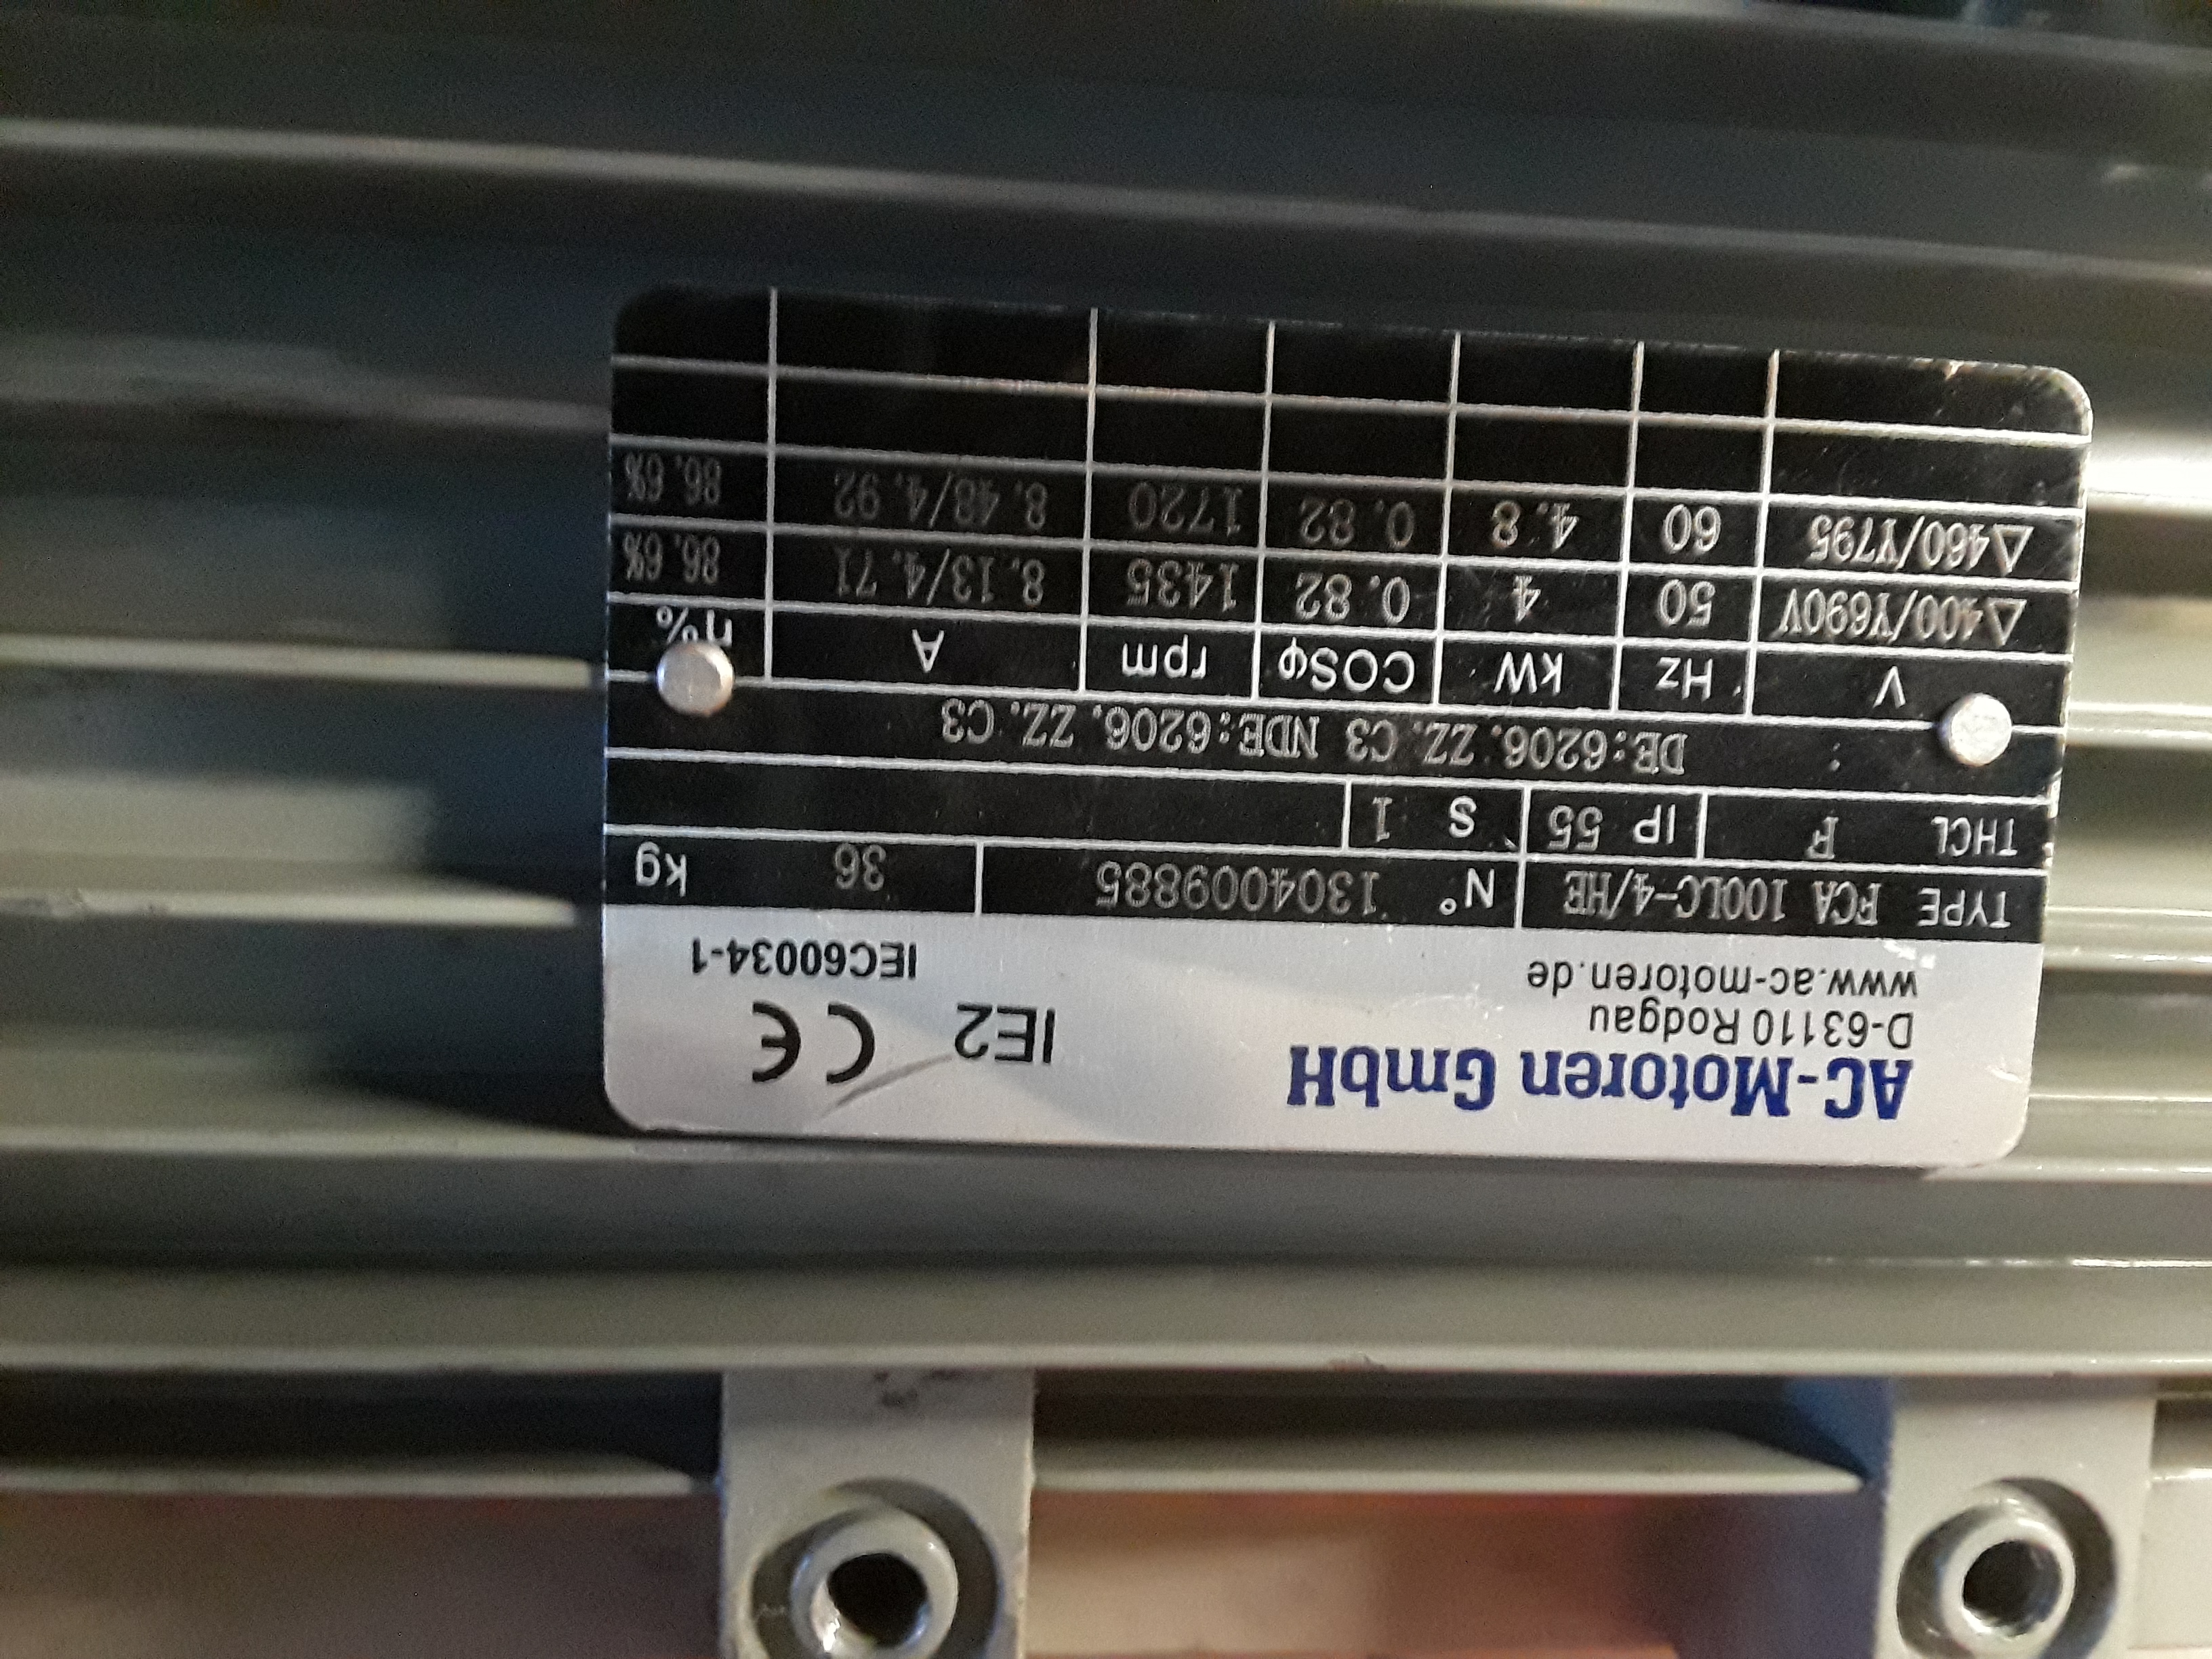 AC-Motoren GmbH
D-63110 Rodgau
www.ac-motoren.de
IE2 CE
IEC60034-1
TYPE FCA 100LC-4/HE N° 1304009885 36 kg
THCL F IP 55 S 1
DE:6206. ZZ. C3 NDE:6206. ZZ. C3
V Hz kW COSφ rpm A η%
Δ400/Y690V 50 4 0.82 1435 8.13/4.71 86.6%
Δ460/Y795 60 4.8 0.82 1720 8.48/4.92 86.6%